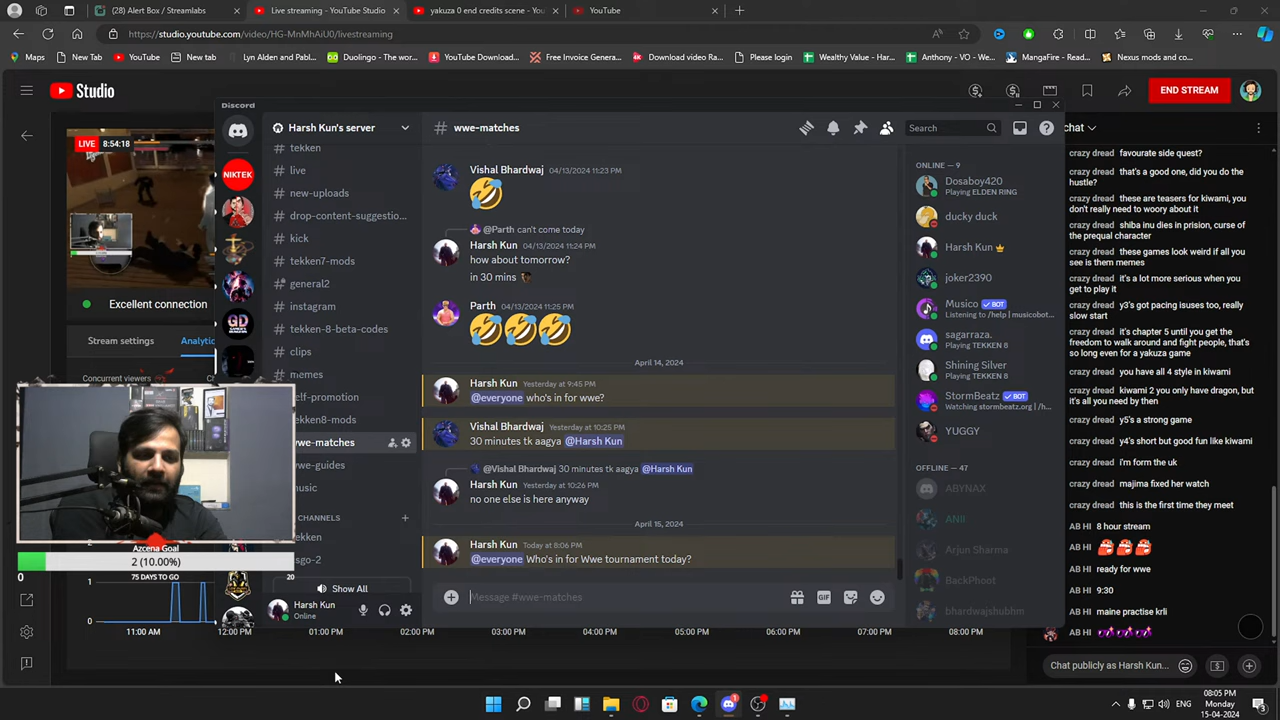 (28) Alert Box / Streamlabs
Live streaming - YouTube Studio
yakuza 0 end credits scene - You
YouTube
https://studio.youtube.com/video/HG-MnMhAiU0/livestreaming
Maps
New Tab
YouTube
New tab
Lyn Alden and Pabl...
Duolingo - The wor...
YouTube Download...
Free Invoice Genera...
Download video Ra...
Please login
Wealthy Value - Har...
Anthony - VO - We...
MangaFire - Read...
Nexus mods and co...
Studio
END STREAM
LIVE
8:54:18
Excellent connection
Stream settings
Analytic
Concurrent viewers
Discord
NIKTEK
Harsh Kun's server
tekken
live
new-uploads
drop-content-suggestio...
kick
tekken7-mods
general2
instagram
tekken-8-beta-codes
clips
memes
elf-promotion
tekken8-mods
wwe-matches
wwe-guides
usic
CHANNELS
kken
sgo-2
Show All
Harsh Kun
Online
# wwe-matches
Search
Vishal Bhardwaj 04/13/2024 11:23 PM
🤣
@Parth can't come today
Harsh Kun 04/13/2024 11:24 PM
how about tomorrow?
in 30 mins
Parth 04/13/2024 11:25 PM
🤣🤣🤣
April 14, 2024
Harsh Kun Yesterday at 9:45 PM
@everyone who's in for wwe?
Vishal Bhardwaj Yesterday at 10:25 PM
30 minutes tk aagya @Harsh Kun
@Vishal Bhardwaj 30 minutes tk aagya @Harsh Kun
Harsh Kun Yesterday at 10:26 PM
no one else is here anyway
April 15, 2024
Harsh Kun Today at 8:06 PM
@everyone Who's in for Wwe tournament today?
Message #wwe-matches
GIF
ONLINE — 9
Dosaboy420
Playing ELDEN RING
ducky duck
Harsh Kun
joker2390
Musico BOT
Listening to /help | musicobot...
sagarraza.
Playing TEKKEN 8
Shining Silver
Playing TEKKEN 8
StormBeatz BOT
Watching stormbeatz.org | /h...
YUGGY
OFFLINE — 47
ABYNAX
ANII
Arjun Sharma
BackPhoot
bhardwajshubhm
chat
crazy dread favourate side quest?
crazy dread that's a good one, did you do the
hustle?
crazy dread these are teasers for kiwami, you
don't really need to woory about it
crazy dread shiba inu dies in prision, curse of
the prequal character
crazy dread these games look weird if all you
see is them memes
crazy dread it's a lot more serious when you
get to play it
crazy dread y3's got pacing isuses too, really
slow start
crazy dread it's chapter 5 until you get the
freedom to walk around and fight people, that's
so long even for a yakuza game
crazy dread you have all 4 style in kiwami
crazy dread kiwami 2 you only have dragon, but
it's all you need by then
crazy dread y5's a strong game
crazy dread y4's short but good fun like kiwami
crazy dread i'm form the uk
crazy dread majima fixed her watch
crazy dread this is the first time they meet
AB HI 8 hour stream
AB HI
AB HI ready for wwe
AB HI 9:30
AB HI maine practise krli
AB HI
Chat publicly as Harsh Kun...
Azcena Goal
2 (10.00%)
0
75 DAYS TO GO
20
2
1
0
11:00 AM
12:00 PM
01:00 PM
02:00 PM
03:00 PM
04:00 PM
05:00 PM
06:00 PM
07:00 PM
08:00 PM
ENG
08:05 PM
Monday
15-04-2024